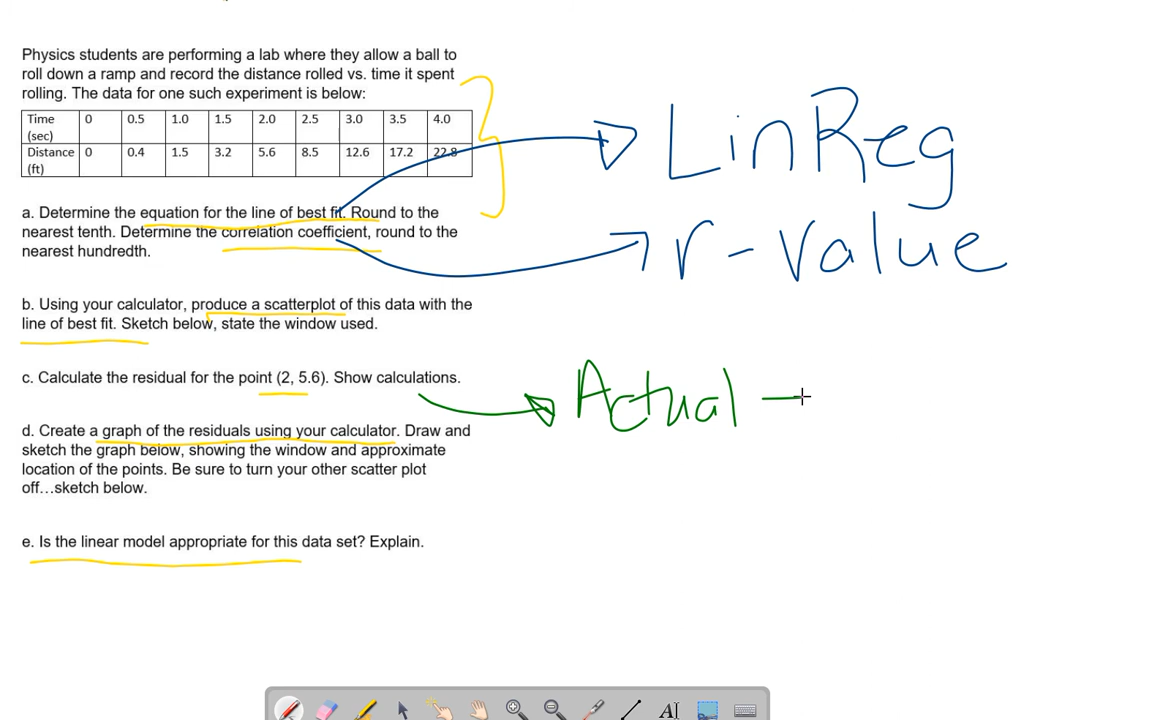 Physics students are performing a lab where they allow a ball to
roll down a ramp and record the distance rolled vs. time it spent
rolling. The data for one such experiment is below:
Time (sec) 0 0.5 1.0 1.5 2.0 2.5 3.0 3.5 4.0
Distance (ft) 0 0.4 1.5 3.2 5.6 8.5 12.6 17.2 22.8
LinReg
a. Determine the equation for the line of best fit. Round to the
nearest tenth. Determine the correlation coefficient, round to the
nearest hundredth.
r-value
b. Using your calculator, produce a scatterplot of this data with the
line of best fit. Sketch below, state the window used.
c. Calculate the residual for the point (2, 5.6). Show calculations.
Actual -
d. Create a graph of the residuals using your calculator. Draw and
sketch the graph below, showing the window and approximate
location of the points. Be sure to turn your other scatter plot
off…sketch below.
e. Is the linear model appropriate for this data set? Explain.
AI